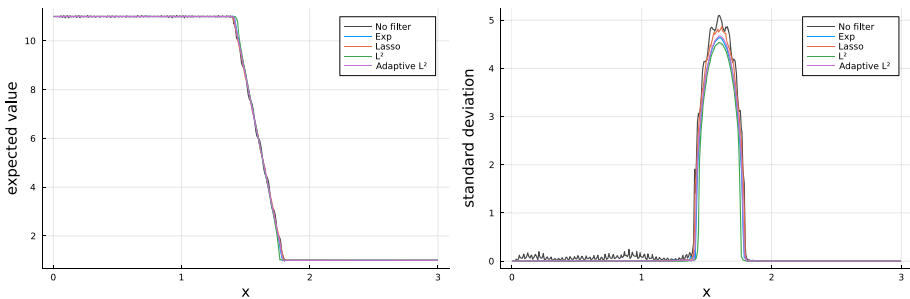 expected value
10
8
6
4
2
0
1
2
3
x
No filter
Exp
Lasso
L²
Adaptive L²
standard deviation
5
4
3
2
1
0
0
1
2
3
x
No filter
Exp
Lasso
L²
Adaptive L²